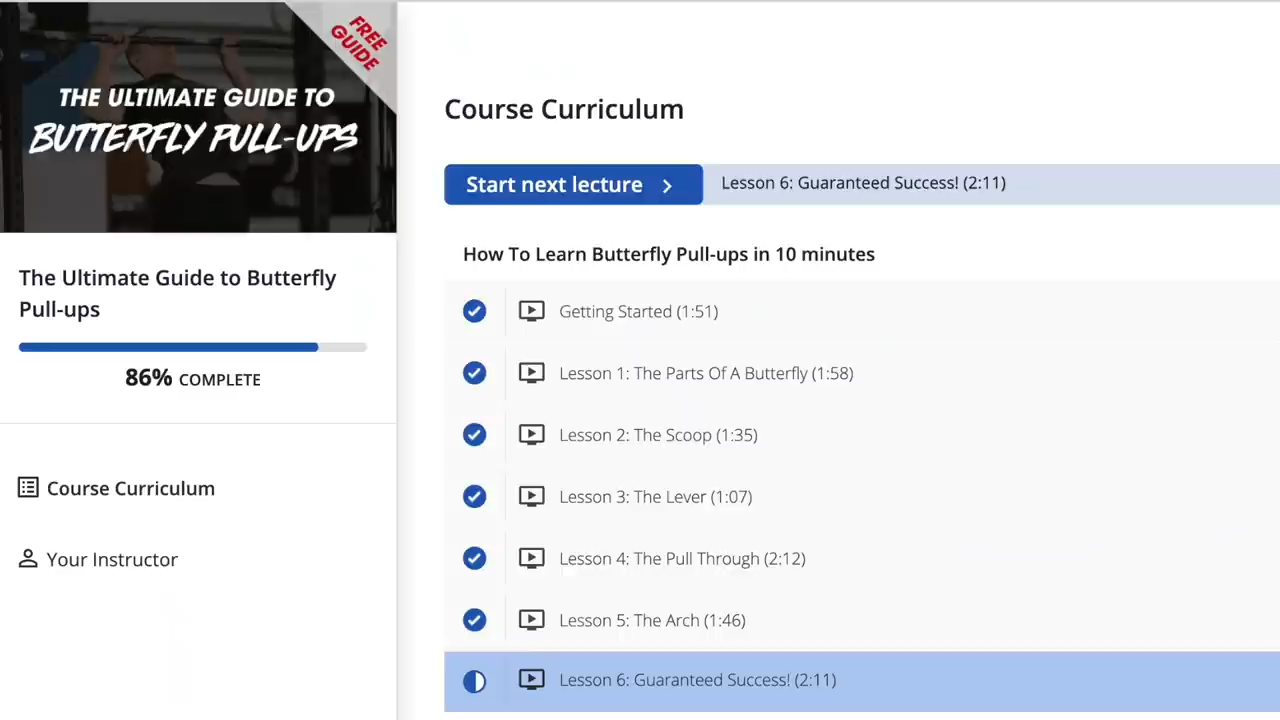 FREE
GUIDE
THE ULTIMATE GUIDE TO
BUTTERFLY PULL-UPS
The Ultimate Guide to Butterfly
Pull-ups
86% COMPLETE
Course Curriculum
Your Instructor
Course Curriculum
Start next lecture
Lesson 6: Guaranteed Success! (2:11)
How To Learn Butterfly Pull-ups in 10 minutes
Getting Started (1:51)
Lesson 1: The Parts Of A Butterfly (1:58)
Lesson 2: The Scoop (1:35)
Lesson 3: The Lever (1:07)
Lesson 4: The Pull Through (2:12)
Lesson 5: The Arch (1:46)
Lesson 6: Guaranteed Success! (2:11)